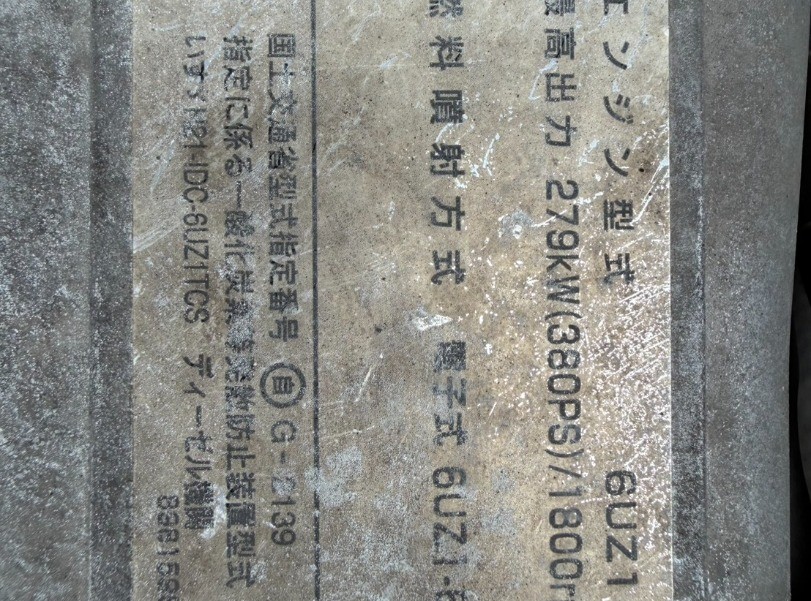 エンジン型式 6UZ1
最高出力 279kW(380PS)/1800r
燃料噴射方式 電子式 6UZ1-
国土交通省型式指定番号 自 G-2139
指定に係る一酸化炭素等発散防止装置型式
いすゞH21-IDC-6UZ1TCS ディーゼル機関